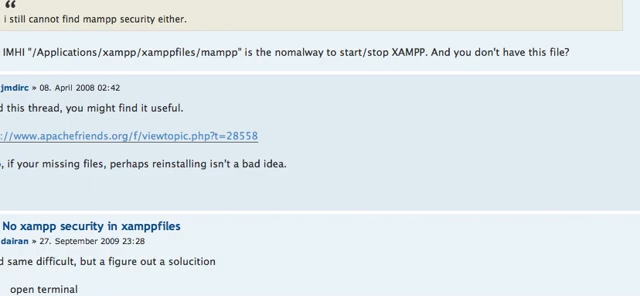 “
i still cannot find mampp security either.
IMHI "/Applications/xampp/xamppfiles/mampp" is the nomalway to start/stop XAMPP. And you don't have this file?
jmdirc » 08. April 2008 02:42
d this thread, you might find it useful.
://www.apachefriends.org/f/viewtopic.php?t=28558
, if your missing files, perhaps reinstalling isn't a bad idea.
No xampp security in xamppfiles
dairan » 27. September 2009 23:28
d same difficult, but a figure out a solucition
open terminal